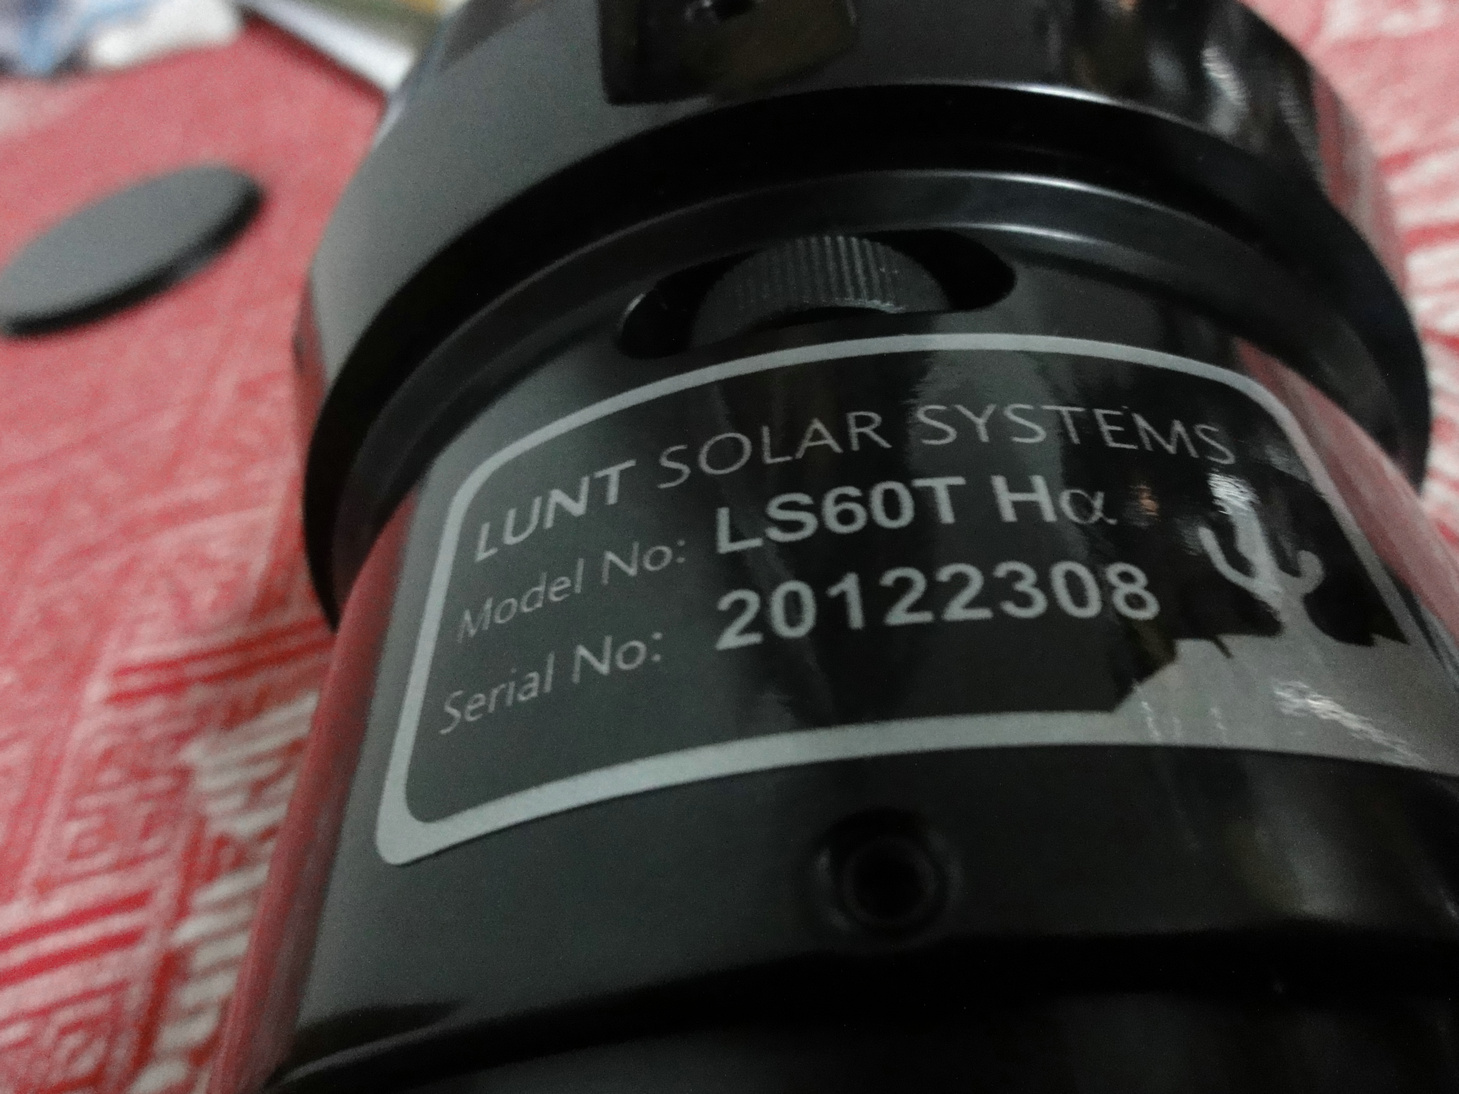 LUNT SOLAR SYSTEMS
Model No: LS60T Hα
Serial No: 20122308